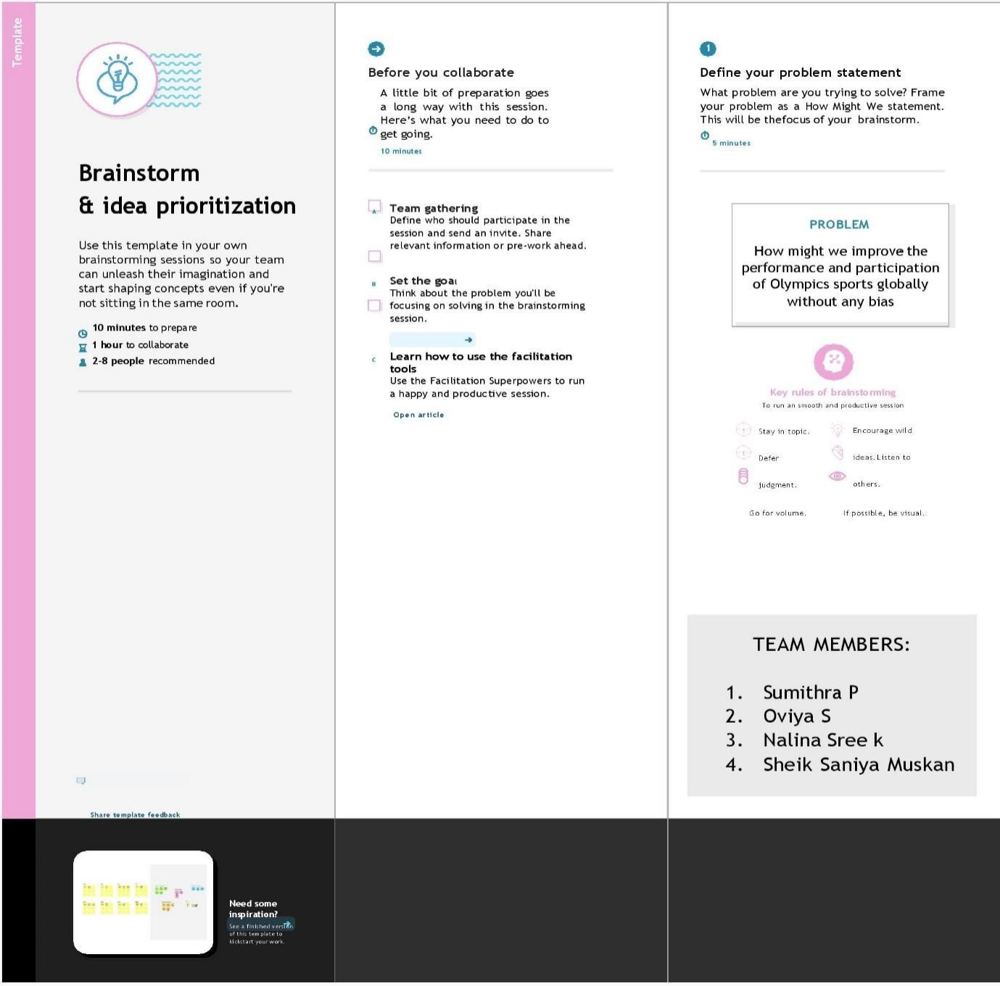 Template
Brainstorm
& idea prioritization
Use this template in your own
brainstorming sessions so your team
can unleash their imagination and
start shaping concepts even if you're
not sitting in the same room.
10 minutes to prepare
1 hour to collaborate
2-8 people recommended
Share template feedback
Need some
inspiration?
See a finished version
of this template to
kickstart your work.
Before you collaborate
A little bit of preparation goes
a long way with this session.
Here's what you need to do to
get going.
10 minutes
A
Team gathering
Define who should participate in the
session and send an invite. Share
relevant information or pre-work ahead.
B
Set the goal
Think about the problem you'll be
focusing on solving in the brainstorming
session.
C
Learn how to use the facilitation
tools
Use the Facilitation Superpowers to run
a happy and productive session.
Open article
1
Define your problem statement
What problem are you trying to solve? Frame
your problem as a How Might We statement.
This will be thefocus of your brainstorm.
5 minutes
PROBLEM
How might we improve the
performance and participation
of Olympics sports globally
without any bias
Key rules of brainstorming
To run an smooth and productive session
Stay in topic. Encourage wild
Defer ideas. Listen to
judgment. others.
Go for volume. If possible, be visual.
TEAM MEMBERS:
1. Sumithra P
2. Oviya S
3. Nalina Sree k
4. Sheik Saniya Muskan